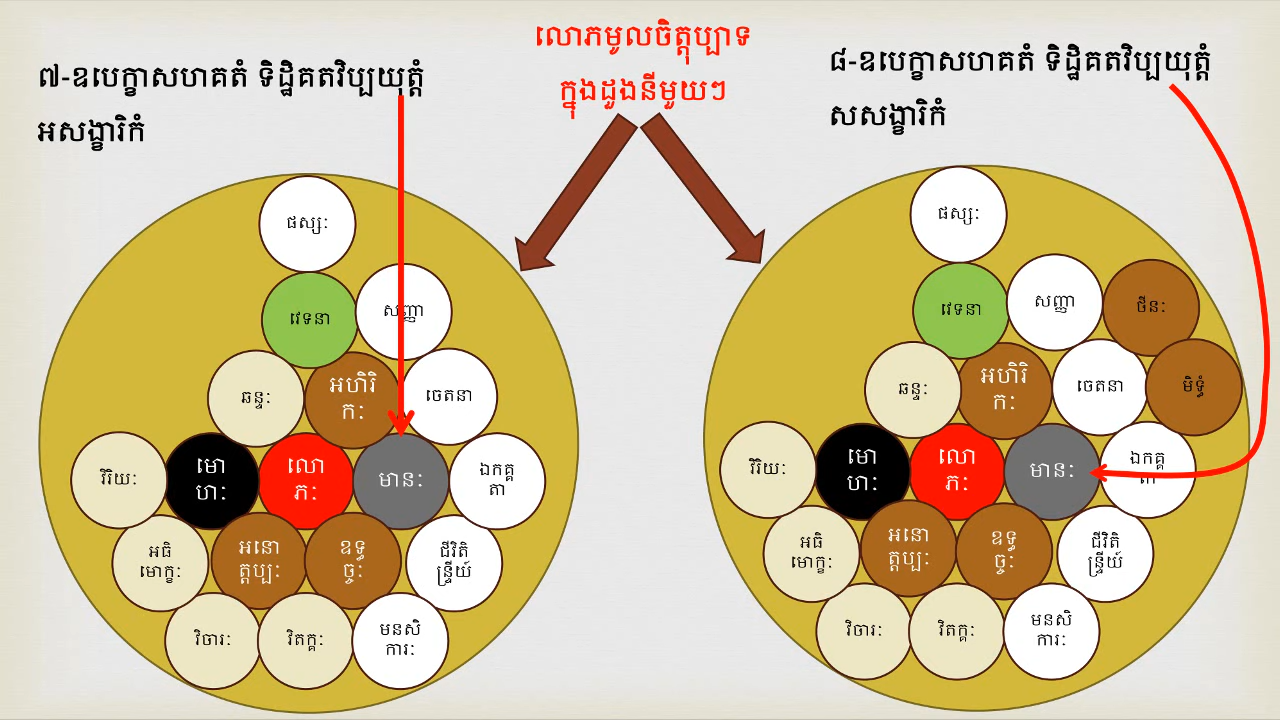 លោភមូលចិត្តុប្បាទ
ក្នុងដួងនីមួយៗ
៧-ឧបេក្ខាសហគតំ ទិដ្ឋិគតវិប្បយុត្តំ
អសង្ខារិកំ
៨-ឧបេក្ខាសហគតំ ទិដ្ឋិគតវិប្បយុត្តំ
សសង្ខារិកំ
ផស្សៈ
វេទនា
សញ្ញា
ឆន្ទៈ
អហិរិ
កៈ
ចេតនា
វិរិយៈ
មោ
ហៈ
លោ
ភៈ
មានៈ
ឯកគ្គ
តា
អធិ
មោក្ខៈ
អនោ
ត្តប្បៈ
ឧទ្ធ
ច្ចៈ
ជីវិតិ
ន្ទ្រីយ៍
វិចារៈ
វិតក្កៈ
មនសិ
ការៈ
ផស្សៈ
វេទនា
សញ្ញា
ថីនៈ
ឆន្ទៈ
អហិរិ
កៈ
ចេតនា
មិទ្ធំ
វិរិយៈ
មោ
ហៈ
លោ
ភៈ
មានៈ
ឯកគ្គ
តា
អធិ
មោក្ខៈ
អនោ
ត្តប្បៈ
ឧទ្ធ
ច្ចៈ
ជីវិតិ
ន្ទ្រីយ៍
វិចារៈ
វិតក្កៈ
មនសិ
ការៈ